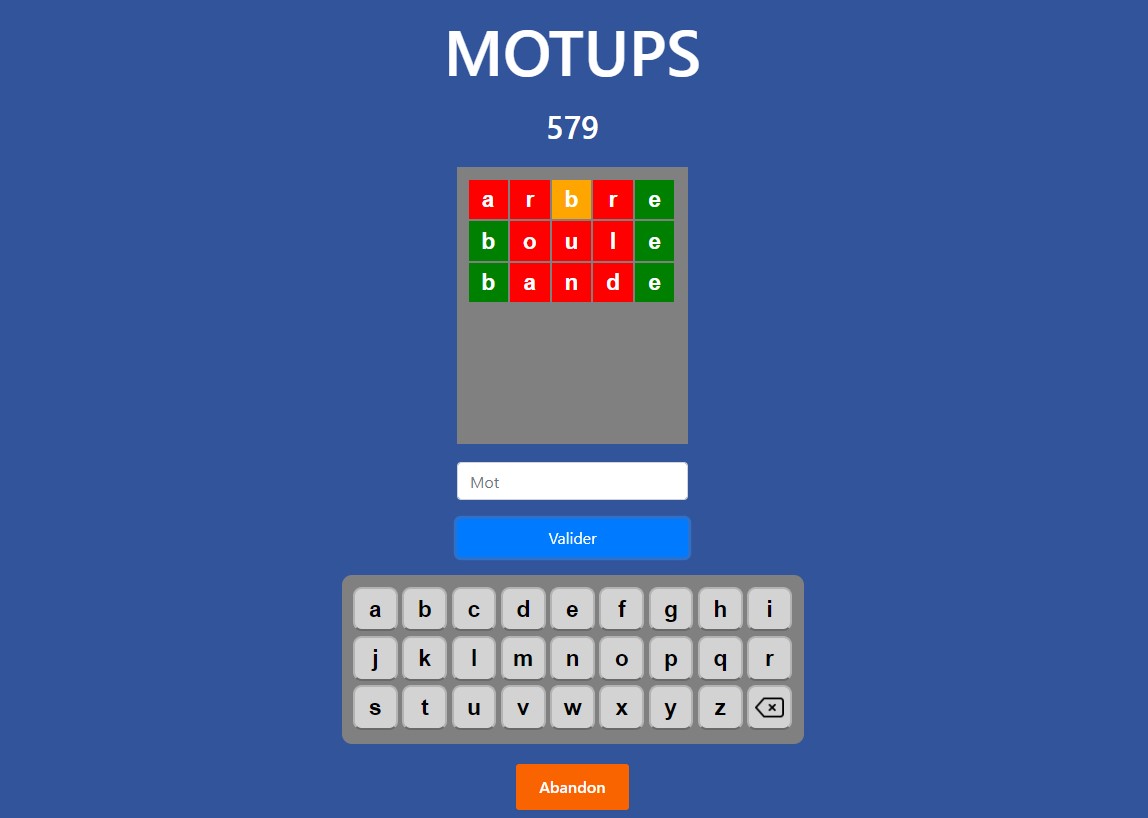 MOTUPS
579
a r b r e
b o u l e
b a n d e
Mot
Valider
a b c d e f g h i
j k l m n o p q r
s t u v w x y z
Abandon